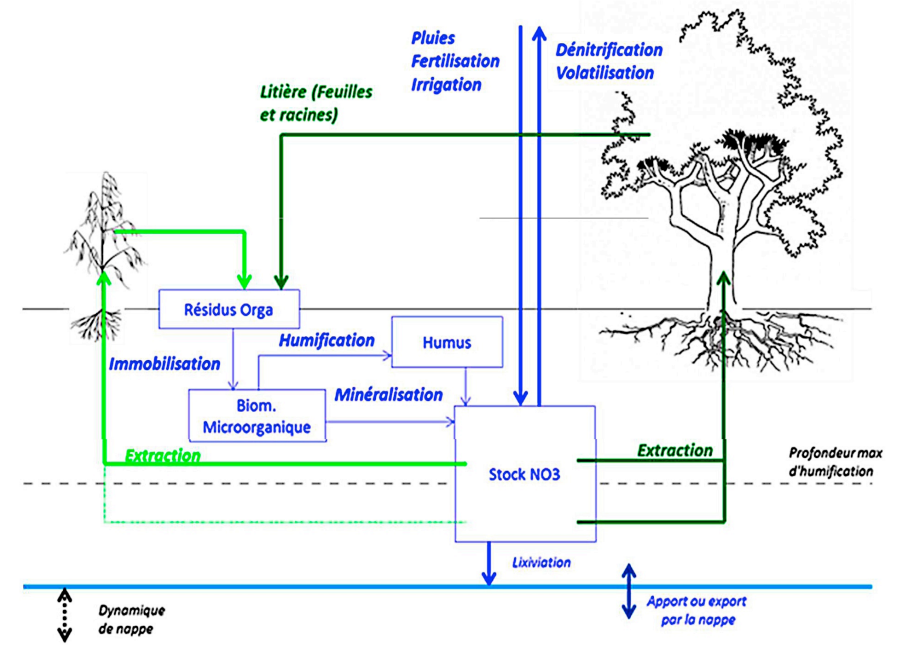 Pluies
Fertilisation
Irrigation
Dénitrification
Volatilisation
Litière (Feuilles
et racines)
Résidus Orga
Humification
Humus
Immobilisation
Minéralisation
Biom.
Microorganique
Extraction
Stock NO3
Extraction
Profondeur max
d'humification
Lixiviation
Dynamique
de nappe
Apport ou export
par la nappe